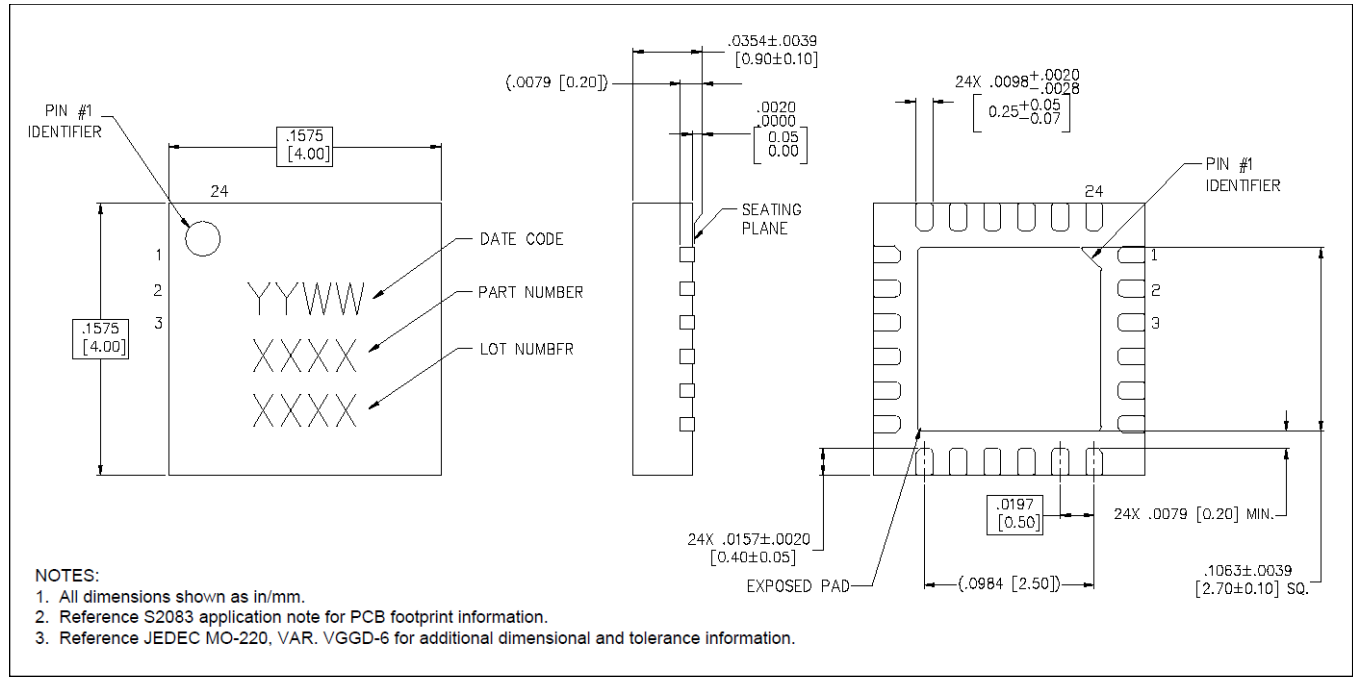 .0354±.0039
[0.90±0.10]
(.0079 [0.20])
24X .0098+.0020
-.0028
[0.25+0.05
-0.07]
PIN #1
IDENTIFIER
.1575
[4.00]
.0020
.0000
[0.05
0.00]
PIN #1
IDENTIFIER
24
24
SEATING
PLANE
DATE CODE
1
1
2
YYWW
PART NUMBER
2
3
3
.1575
[4.00]
XXXX
LOT NUMBFR
XXXX
.0197
[0.50]
24X .0079 [0.20] MIN.
24X .0157±.0020
[0.40±0.05]
EXPOSED PAD
(.0984 [2.50])
.1063±.0039
[2.70±0.10] SQ.
NOTES:
1. All dimensions shown as in/mm.
2. Reference S2083 application note for PCB footprint information.
3. Reference JEDEC MO-220, VAR. VGGD-6 for additional dimensional and tolerance information.